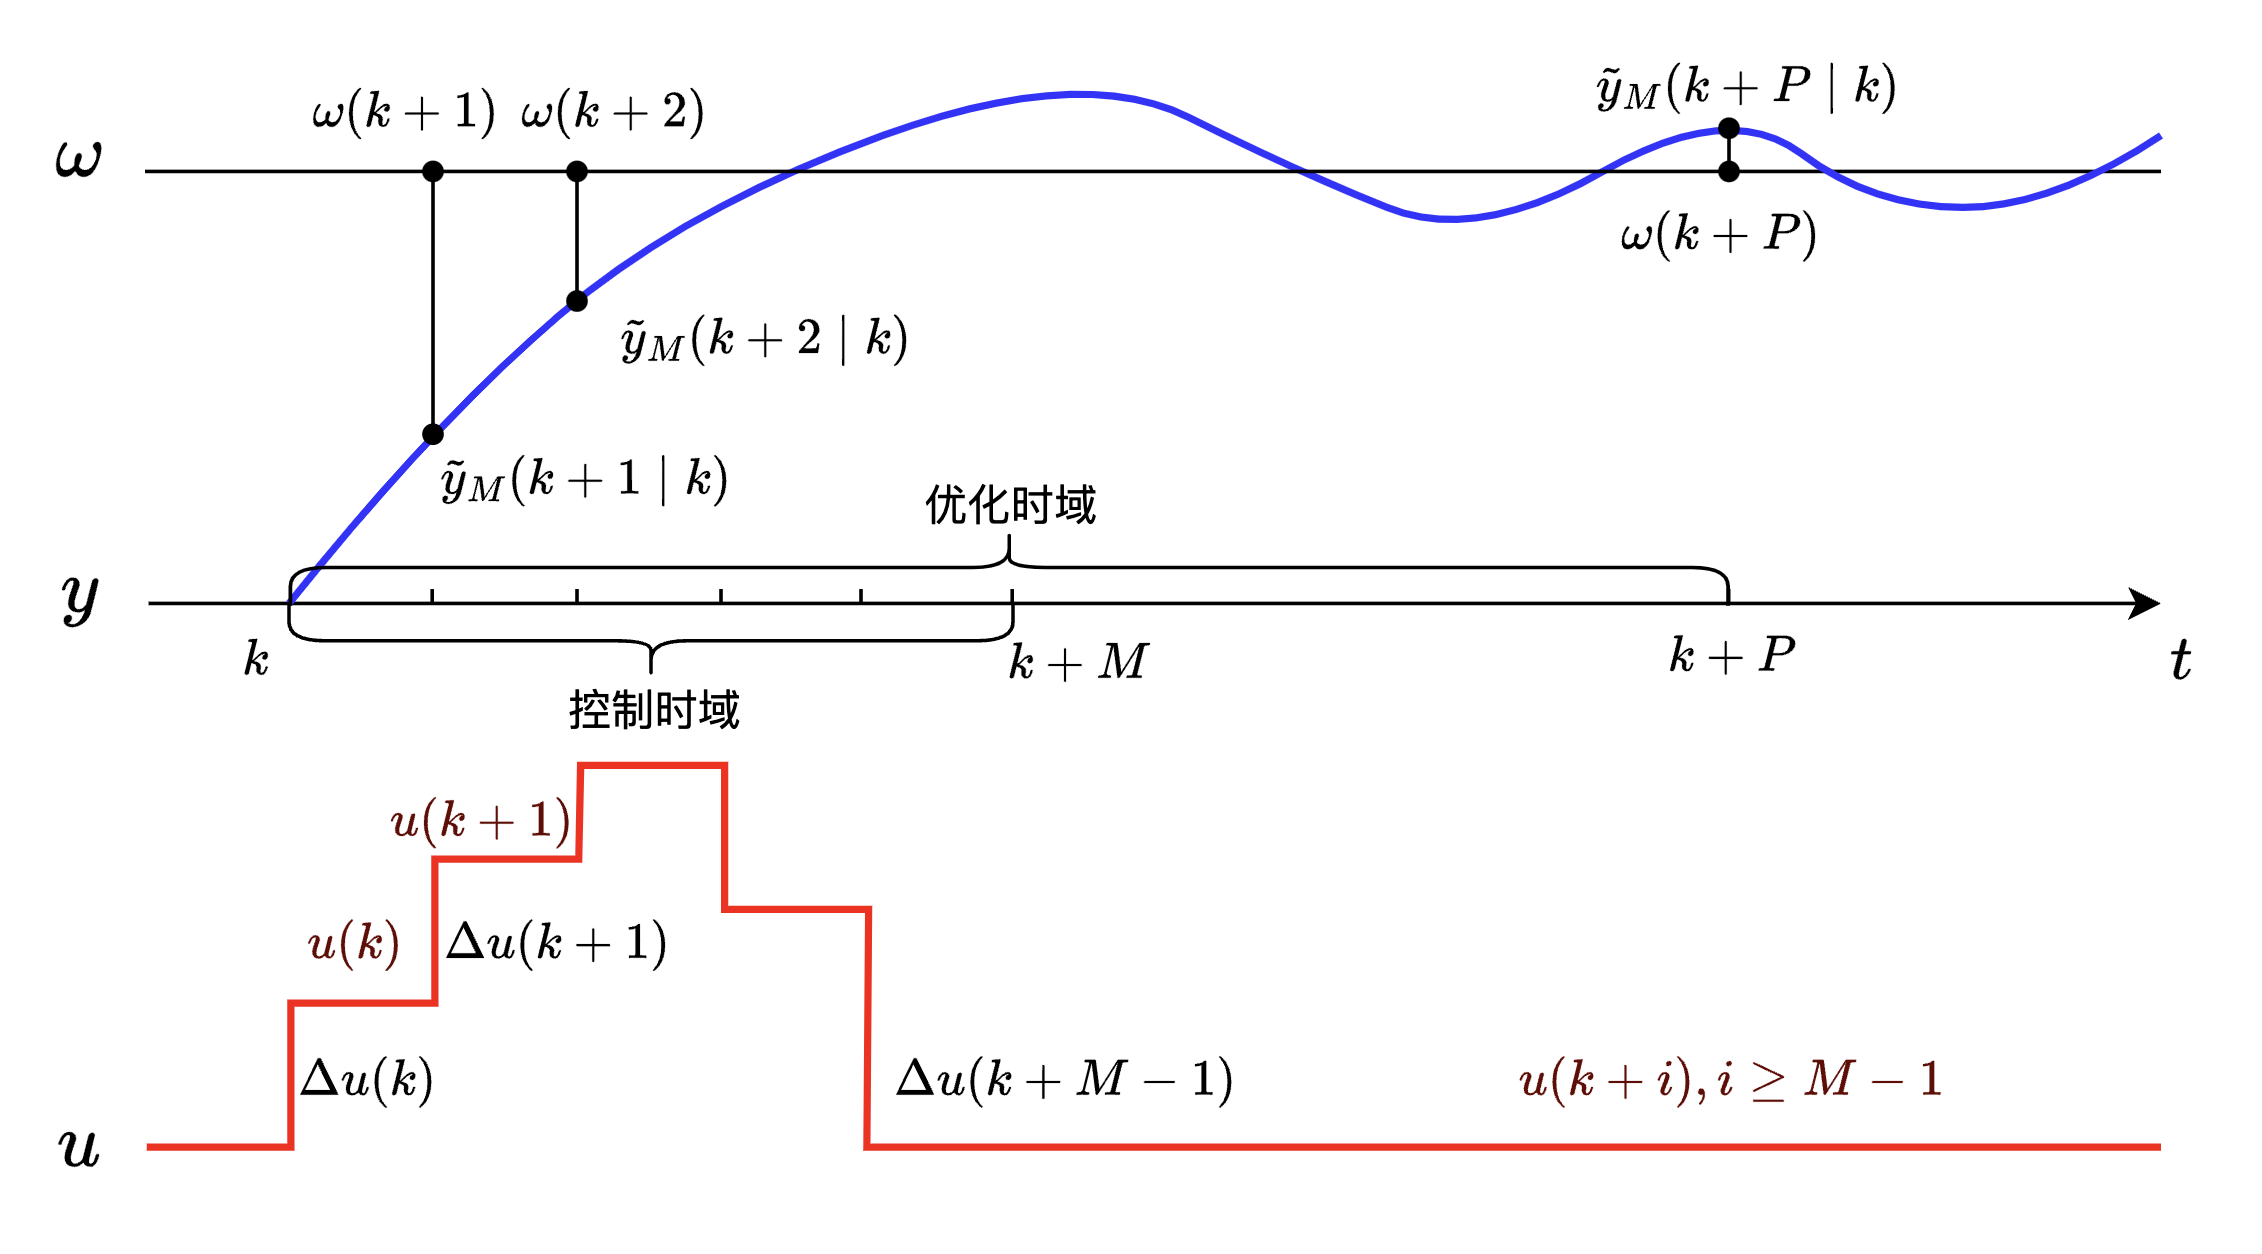 ω(k + 1) ω(k + 2)
ỹ_M(k + P | k)
ω
ω(k + P)
ỹ_M(k + 2 | k)
ỹ_M(k + 1 | k)
优化时域
y
k
k + M
k + P
t
控制时域
u(k + 1)
u(k)
Δu(k + 1)
Δu(k)
Δu(k + M − 1)
u(k + i), i ≥ M − 1
u